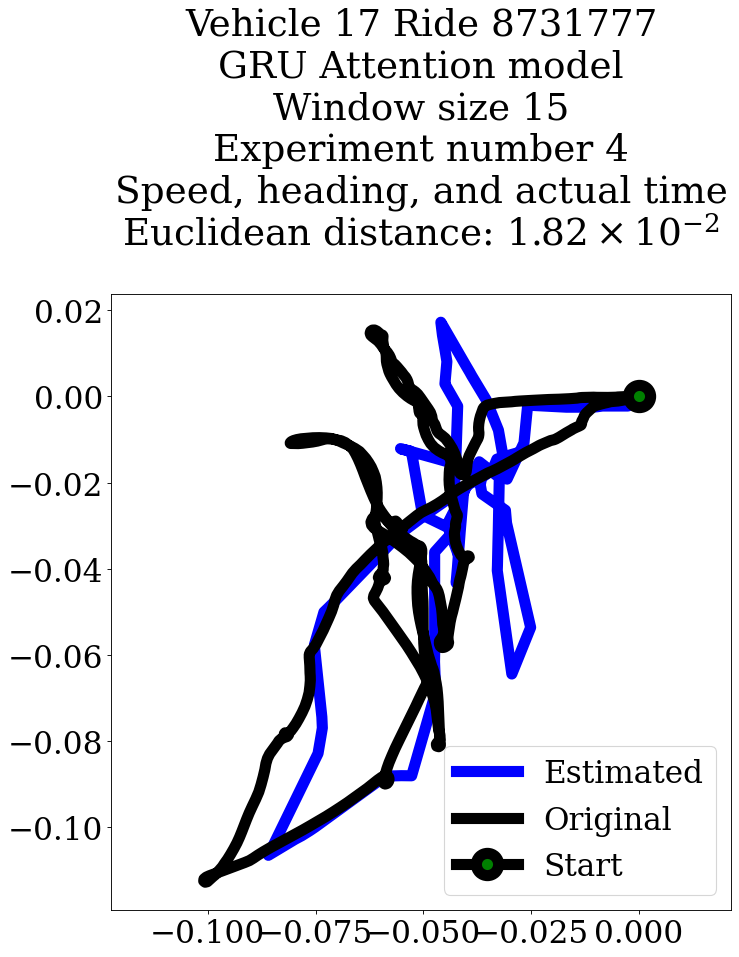 Vehicle 17 Ride 8731777
GRU Attention model
Window size 15
Experiment number 4
Speed, heading, and actual time
Euclidean distance: 1.82 × 10⁻²
0.02
0.00
−0.02
−0.04
−0.06
−0.08
−0.10
Estimated
Original
Start
−0.100 −0.075 −0.050 −0.025 0.000